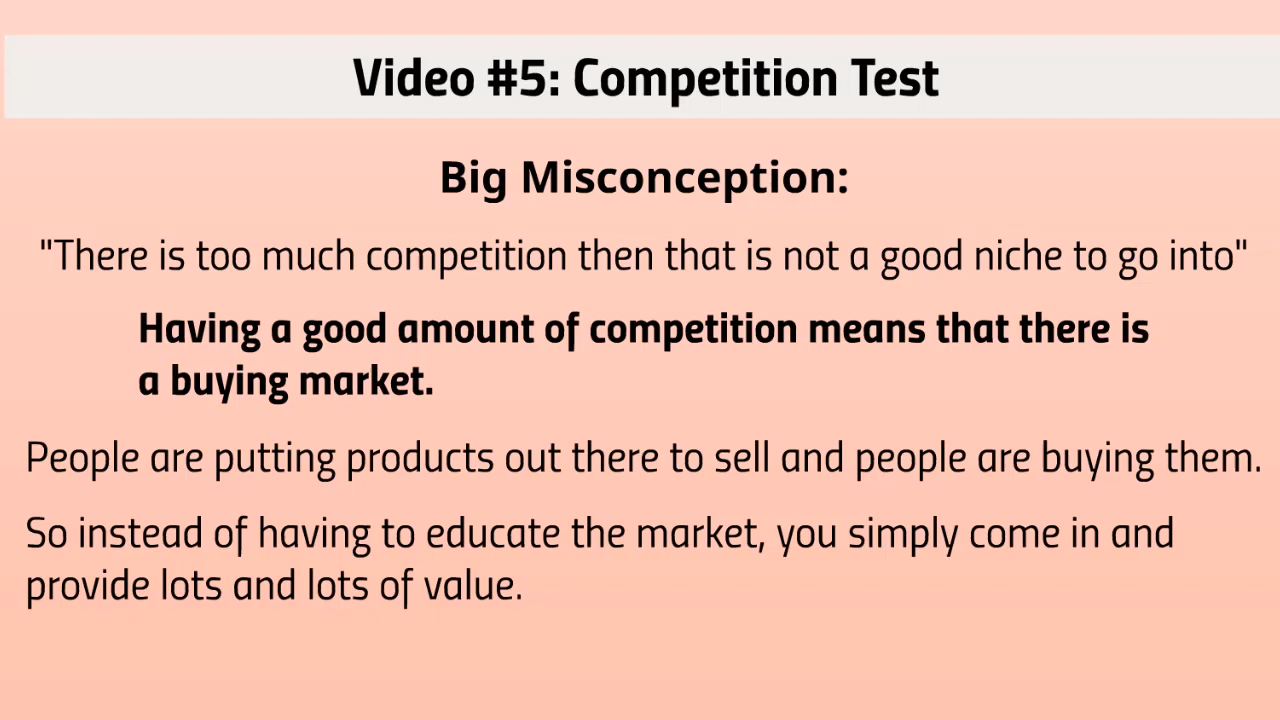 Video #5: Competition Test
Big Misconception:
"There is too much competition then that is not a good niche to go into"
Having a good amount of competition means that there is
a buying market.
People are putting products out there to sell and people are buying them.
So instead of having to educate the market, you simply come in and
provide lots and lots of value.